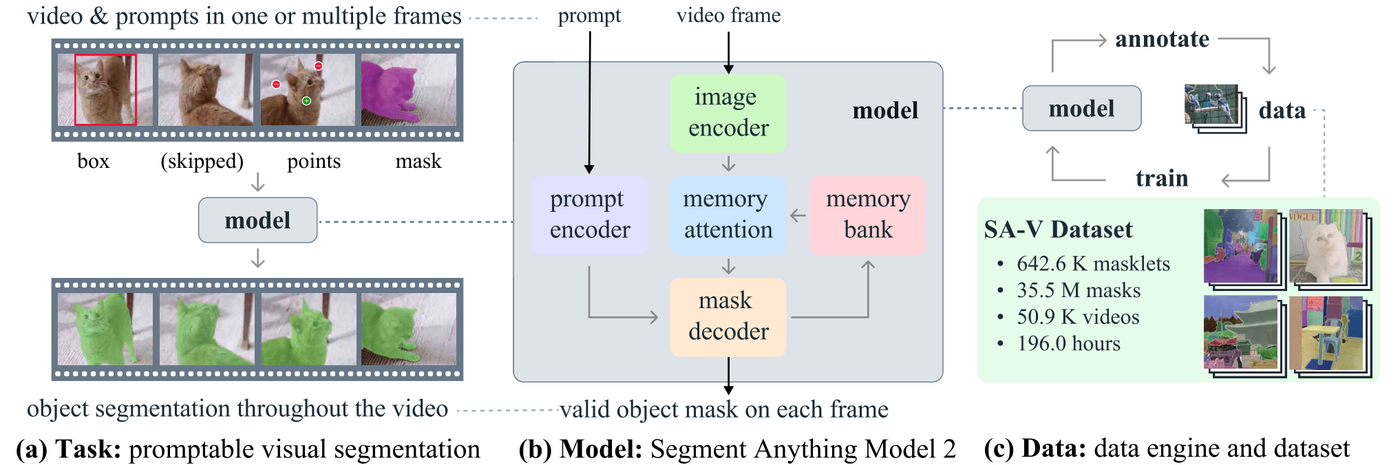 video & prompts in one or multiple frames
box
(skipped)
points
mask
model
object segmentation throughout the video
(a) Task: promptable visual segmentation
prompt
video frame
image
encoder
model
prompt
encoder
memory
attention
memory
bank
mask
decoder
valid object mask on each frame
(b) Model: Segment Anything Model 2
annotate
model
data
train
SA-V Dataset
• 642.6 K masklets
• 35.5 M masks
• 50.9 K videos
• 196.0 hours
VOGUE
2
(c) Data: data engine and dataset